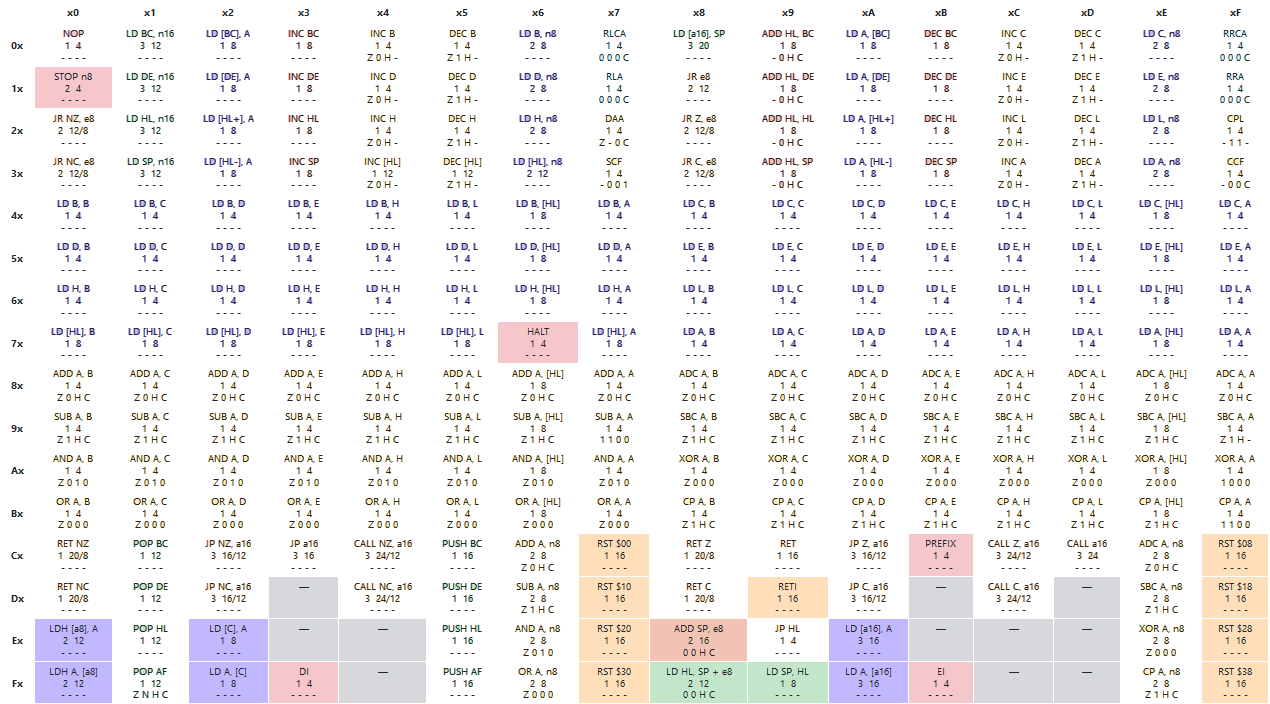 x0 x1 x2 x3 x4 x5 x6 x7 x8 x9 xA xB xC xD xE xF
NOP LD BC, n16 LD [BC], A INC BC INC B DEC B LD B, n8 RLCA LD [a16], SP ADD HL, BC LD A, [BC] DEC BC INC C DEC C LD C, n8 RRCA
0x 1 4 3 12 1 8 1 8 1 4 1 4 2 8 1 4 3 20 1 8 1 8 1 8 1 4 1 4 2 8 1 4
- - - - - - - - - - - - - - - - Z 0 H - Z 1 H - - - - - 0 0 0 C - - - - - 0 H C - - - - - - - - Z 0 H - Z 1 H - - - - - 0 0 0 C
STOP n8 LD DE, n16 LD [DE], A INC DE INC D DEC D LD D, n8 RLA JR e8 ADD HL, DE LD A, [DE] DEC DE INC E DEC E LD E, n8 RRA
1x 2 4 3 12 1 8 1 8 1 4 1 4 2 8 1 4 2 12 1 8 1 8 1 8 1 4 1 4 2 8 1 4
- - - - - - - - - - - - - - - - Z 0 H - Z 1 H - - - - - 0 0 0 C - - - - - 0 H C - - - - - - - - Z 0 H - Z 1 H - - - - - 0 0 0 C
JR NZ, e8 LD HL, n16 LD [HL+], A INC HL INC H DEC H LD H, n8 DAA JR Z, e8 ADD HL, HL LD A, [HL+] DEC HL INC L DEC L LD L, n8 CPL
2x 2 12/8 3 12 1 8 1 8 1 4 1 4 2 8 1 4 2 12/8 1 8 1 8 1 8 1 4 1 4 2 8 1 4
- - - - - - - - - - - - - - - - Z 0 H - Z 1 H - - - - - Z - 0 C - - - - - 0 H C - - - - - - - - Z 0 H - Z 1 H - - - - - - 1 1 -
JR NC, e8 LD SP, n16 LD [HL-], A INC SP INC [HL] DEC [HL] LD [HL], n8 SCF JR C, e8 ADD HL, SP LD A, [HL-] DEC SP INC A DEC A LD A, n8 CCF
3x 2 12/8 3 12 1 8 1 8 1 12 1 12 2 12 1 4 2 12/8 1 8 1 8 1 8 1 4 1 4 2 8 1 4
- - - - - - - - - - - - - - - - Z 0 H - Z 1 H - - - - - - 0 0 1 - - - - - 0 H C - - - - - - - - Z 0 H - Z 1 H - - - - - - 0 0 C
LD B, B LD B, C LD B, D LD B, E LD B, H LD B, L LD B, [HL] LD B, A LD C, B LD C, C LD C, D LD C, E LD C, H LD C, L LD C, [HL] LD C, A
4x 1 4 1 4 1 4 1 4 1 4 1 4 1 8 1 4 1 4 1 4 1 4 1 4 1 4 1 4 1 8 1 4
- - - - - - - - - - - - - - - - - - - - - - - - - - - - - - - - - - - - - - - - - - - - - - - - - - - - - - - - - - - - - - - -
LD D, B LD D, C LD D, D LD D, E LD D, H LD D, L LD D, [HL] LD D, A LD E, B LD E, C LD E, D LD E, E LD E, H LD E, L LD E, [HL] LD E, A
5x 1 4 1 4 1 4 1 4 1 4 1 4 1 8 1 4 1 4 1 4 1 4 1 4 1 4 1 4 1 8 1 4
- - - - - - - - - - - - - - - - - - - - - - - - - - - - - - - - - - - - - - - - - - - - - - - - - - - - - - - - - - - - - - - -
LD H, B LD H, C LD H, D LD H, E LD H, H LD H, L LD H, [HL] LD H, A LD L, B LD L, C LD L, D LD L, E LD L, H LD L, L LD L, [HL] LD L, A
6x 1 4 1 4 1 4 1 4 1 4 1 4 1 8 1 4 1 4 1 4 1 4 1 4 1 4 1 4 1 8 1 4
- - - - - - - - - - - - - - - - - - - - - - - - - - - - - - - - - - - - - - - - - - - - - - - - - - - - - - - - - - - - - - - -
LD [HL], B LD [HL], C LD [HL], D LD [HL], E LD [HL], H LD [HL], L HALT LD [HL], A LD A, B LD A, C LD A, D LD A, E LD A, H LD A, L LD A, [HL] LD A, A
7x 1 8 1 8 1 8 1 8 1 8 1 8 1 4 1 8 1 4 1 4 1 4 1 4 1 4 1 4 1 8 1 4
- - - - - - - - - - - - - - - - - - - - - - - - - - - - - - - - - - - - - - - - - - - - - - - - - - - - - - - - - - - - - - - -
ADD A, B ADD A, C ADD A, D ADD A, E ADD A, H ADD A, L ADD A, [HL] ADD A, A ADC A, B ADC A, C ADC A, D ADC A, E ADC A, H ADC A, L ADC A, [HL] ADC A, A
8x 1 4 1 4 1 4 1 4 1 4 1 4 1 8 1 4 1 4 1 4 1 4 1 4 1 4 1 4 1 8 1 4
Z 0 H C Z 0 H C Z 0 H C Z 0 H C Z 0 H C Z 0 H C Z 0 H C Z 0 H C Z 0 H C Z 0 H C Z 0 H C Z 0 H C Z 0 H C Z 0 H C Z 0 H C Z 0 H C
SUB A, B SUB A, C SUB A, D SUB A, E SUB A, H SUB A, L SUB A, [HL] SUB A, A SBC A, B SBC A, C SBC A, D SBC A, E SBC A, H SBC A, L SBC A, [HL] SBC A, A
9x 1 4 1 4 1 4 1 4 1 4 1 4 1 8 1 4 1 4 1 4 1 4 1 4 1 4 1 4 1 8 1 4
Z 1 H C Z 1 H C Z 1 H C Z 1 H C Z 1 H C Z 1 H C Z 1 H C 1 1 0 0 Z 1 H C Z 1 H C Z 1 H C Z 1 H C Z 1 H C Z 1 H C Z 1 H C Z 1 H -
AND A, B AND A, C AND A, D AND A, E AND A, H AND A, L AND A, [HL] AND A, A XOR A, B XOR A, C XOR A, D XOR A, E XOR A, H XOR A, L XOR A, [HL] XOR A, A
Ax 1 4 1 4 1 4 1 4 1 4 1 4 1 8 1 4 1 4 1 4 1 4 1 4 1 4 1 4 1 8 1 4
Z 0 1 0 Z 0 1 0 Z 0 1 0 Z 0 1 0 Z 0 1 0 Z 0 1 0 Z 0 1 0 Z 0 1 0 Z 0 0 0 Z 0 0 0 Z 0 0 0 Z 0 0 0 Z 0 0 0 Z 0 0 0 Z 0 0 0 1 0 0 0
OR A, B OR A, C OR A, D OR A, E OR A, H OR A, L OR A, [HL] OR A, A CP A, B CP A, C CP A, D CP A, E CP A, H CP A, L CP A, [HL] CP A, A
Bx 1 4 1 4 1 4 1 4 1 4 1 4 1 8 1 4 1 4 1 4 1 4 1 4 1 4 1 4 1 8 1 4
Z 0 0 0 Z 0 0 0 Z 0 0 0 Z 0 0 0 Z 0 0 0 Z 0 0 0 Z 0 0 0 Z 0 0 0 Z 1 H C Z 1 H C Z 1 H C Z 1 H C Z 1 H C Z 1 H C Z 1 H C 1 1 0 0
RET NZ POP BC JP NZ, a16 JP a16 CALL NZ, a16 PUSH BC ADD A, n8 RST $00 RET Z RET JP Z, a16 PREFIX CALL Z, a16 CALL a16 ADC A, n8 RST $08
Cx 1 20/8 1 12 3 16/12 3 16 3 24/12 1 16 2 8 1 16 1 20/8 1 16 3 16/12 1 4 3 24/12 3 24 2 8 1 16
- - - - - - - - - - - - - - - - - - - - - - - - Z 0 H C - - - - - - - - - - - - - - - - - - - - - - - - - - - - Z 0 H C - - - -
RET NC POP DE JP NC, a16 — CALL NC, a16 PUSH DE SUB A, n8 RST $10 RET C RETI JP C, a16 — CALL C, a16 — SBC A, n8 RST $18
Dx 1 20/8 1 12 3 16/12 3 24/12 1 16 2 8 1 16 1 20/8 1 16 3 16/12 3 24/12 2 8 1 16
- - - - - - - - - - - - - - - - - - - - Z 1 H C - - - - - - - - - - - - - - - - - - - - Z 1 H C - - - -
LDH [a8], A POP HL LD [C], A — — PUSH HL AND A, n8 RST $20 ADD SP, e8 JP HL LD [a16], A — — — XOR A, n8 RST $28
Ex 2 12 1 12 1 8 1 16 2 8 1 16 2 16 1 4 3 16 2 8 1 16
- - - - - - - - - - - - - - - - Z 0 1 0 - - - - 0 0 H C - - - - - - - - Z 0 0 0 - - - -
LDH A, [a8] POP AF LD A, [C] DI — PUSH AF OR A, n8 RST $30 LD HL, SP + e8 LD SP, HL LD A, [a16] EI — — CP A, n8 RST $38
Fx 2 12 1 12 1 8 1 4 1 16 2 8 1 16 2 12 1 8 3 16 1 4 2 8 1 16
- - - - Z N H C - - - - - - - - - - - - Z 0 0 0 - - - - 0 0 H C - - - - - - - - - - - - Z 1 H C - - - -